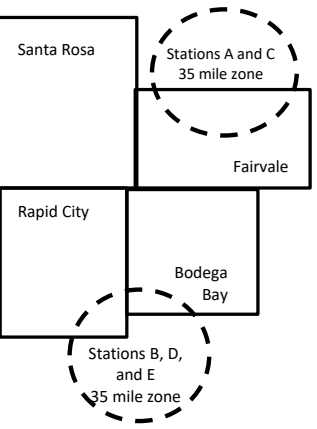 Santa Rosa
Stations A and C
35 mile zone
Fairvale
Rapid City
Bodega
Bay
Stations B, D,
and E
35 mile zone